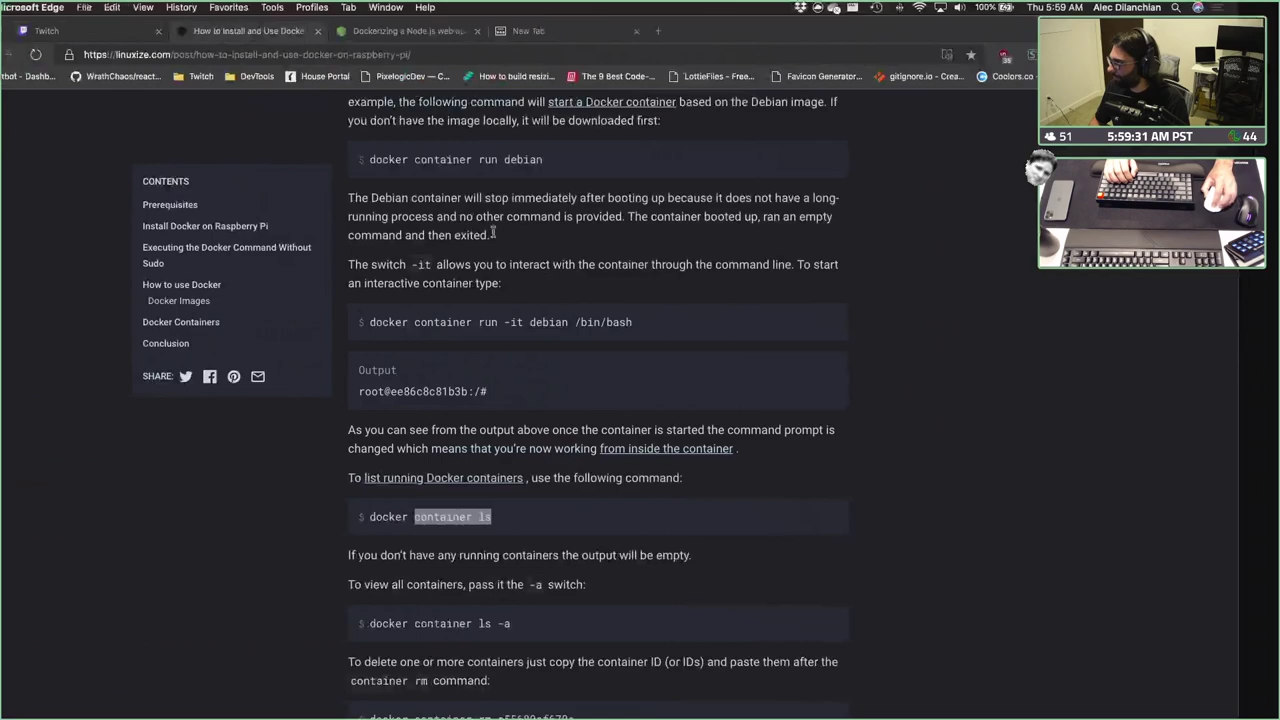 Microsoft Edge File Edit View History Favorites Tools Profiles Tab Window Help 100% Thu 5:59 AM Alec Dilanchian
Twitch How to Install and Use Docke Dockerizing a Node.js web New Tab
https://linuxize.com/post/how-to-install-and-use-docker-on-raspberry-pi/
tbot - Dashb... WrathChaos/react... Twitch DevTools House Portal PixelogicDev — C... How to build resizi... The 9 Best Code-... LottieFiles – Free... Favicon Generator... gitignore.io - Crea... Coolors.co
example, the following command will start a Docker container based on the Debian image. If
you don't have the image locally, it will be downloaded first:
51 5:59:31 AM PST 44
$ docker container run debian
CONTENTS
Prerequisites
Install Docker on Raspberry Pi
Executing the Docker Command Without
Sudo
How to use Docker
Docker Images
Docker Containers
Conclusion
SHARE:
The Debian container will stop immediately after booting up because it does not have a long-
running process and no other command is provided. The container booted up, ran an empty
command and then exited.
The switch -it allows you to interact with the container through the command line. To start
an interactive container type:
$ docker container run -it debian /bin/bash
Output
root@ee86c8c81b3b:/#
As you can see from the output above once the container is started the command prompt is
changed which means that you're now working from inside the container .
To list running Docker containers , use the following command:
$ docker container ls
If you don't have any running containers the output will be empty.
To view all containers, pass it the -a switch:
$ docker container ls -a
To delete one or more containers just copy the container ID (or IDs) and paste them after the
container rm command:
docker container rm